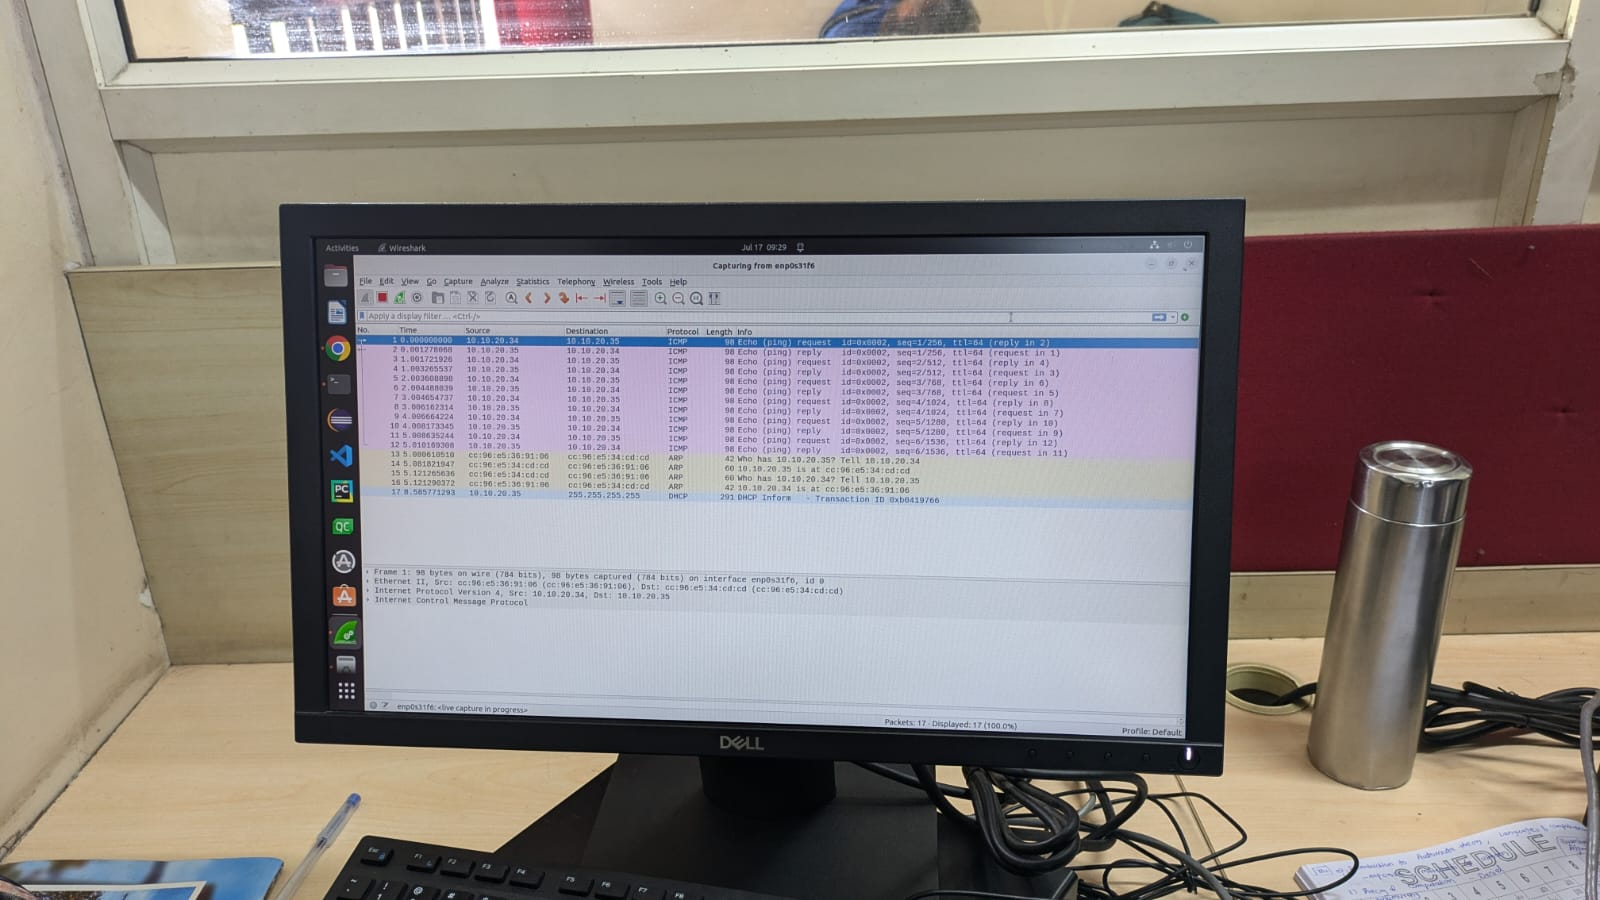 Activities Wireshark Jul 17 09:29
Capturing from enp0s31f6
File Edit View Go Capture Analyze Statistics Telephony Wireless Tools Help
Apply a display filter ... <Ctrl-/>
No. Time Source Destination Protocol Length Info
1 0.000000000 10.10.20.34 10.10.20.35 ICMP 98 Echo (ping) request id=0x0002, seq=1/256, ttl=64 (reply in 2)
2 0.001278068 10.10.20.35 10.10.20.34 ICMP 98 Echo (ping) reply id=0x0002, seq=1/256, ttl=64 (request in 1)
3 1.001721926 10.10.20.34 10.10.20.35 ICMP 98 Echo (ping) request id=0x0002, seq=2/512, ttl=64 (reply in 4)
4 1.003265537 10.10.20.35 10.10.20.34 ICMP 98 Echo (ping) reply id=0x0002, seq=2/512, ttl=64 (request in 3)
5 2.003608898 10.10.20.34 10.10.20.35 ICMP 98 Echo (ping) request id=0x0002, seq=3/768, ttl=64 (reply in 6)
6 2.004488839 10.10.20.35 10.10.20.34 ICMP 98 Echo (ping) reply id=0x0002, seq=3/768, ttl=64 (request in 5)
7 3.004654737 10.10.20.34 10.10.20.35 ICMP 98 Echo (ping) request id=0x0002, seq=4/1024, ttl=64 (reply in 8)
8 3.006162314 10.10.20.35 10.10.20.34 ICMP 98 Echo (ping) reply id=0x0002, seq=4/1024, ttl=64 (request in 7)
9 4.006664224 10.10.20.34 10.10.20.35 ICMP 98 Echo (ping) request id=0x0002, seq=5/1280, ttl=64 (reply in 10)
10 4.008173345 10.10.20.35 10.10.20.34 ICMP 98 Echo (ping) reply id=0x0002, seq=5/1280, ttl=64 (request in 9)
11 5.008635244 10.10.20.34 10.10.20.35 ICMP 98 Echo (ping) request id=0x0002, seq=6/1536, ttl=64 (reply in 12)
12 5.010169308 10.10.20.35 10.10.20.34 ICMP 98 Echo (ping) reply id=0x0002, seq=6/1536, ttl=64 (request in 11)
13 5.080610510 cc:96:e5:36:91:06 cc:96:e5:34:cd:cd ARP 42 Who has 10.10.20.35? Tell 10.10.20.34
14 5.081821947 cc:96:e5:34:cd:cd cc:96:e5:36:91:06 ARP 60 10.10.20.35 is at cc:96:e5:34:cd:cd
15 5.121265636 cc:96:e5:34:cd:cd cc:96:e5:36:91:06 ARP 60 Who has 10.10.20.34? Tell 10.10.20.35
16 5.121290372 cc:96:e5:36:91:06 cc:96:e5:34:cd:cd ARP 42 10.10.20.34 is at cc:96:e5:36:91:06
17 8.585771293 10.10.20.35 255.255.255.255 DHCP 291 DHCP Inform - Transaction ID 0xb0419766
Frame 1: 98 bytes on wire (784 bits), 98 bytes captured (784 bits) on interface enp0s31f6, id 0
Ethernet II, Src: cc:96:e5:36:91:06 (cc:96:e5:36:91:06), Dst: cc:96:e5:34:cd:cd (cc:96:e5:34:cd:cd)
Internet Protocol Version 4, Src: 10.10.20.34, Dst: 10.10.20.35
Internet Control Message Protocol
enp0s31f6: <live capture in progress>
Packets: 17 · Displayed: 17 (100.0%)
Profile: Default
PC
QC
DELL
Esc F1 F2 F3 F4 F5 F6 F7 F8
SCHEDULE
4 5 6 7 8